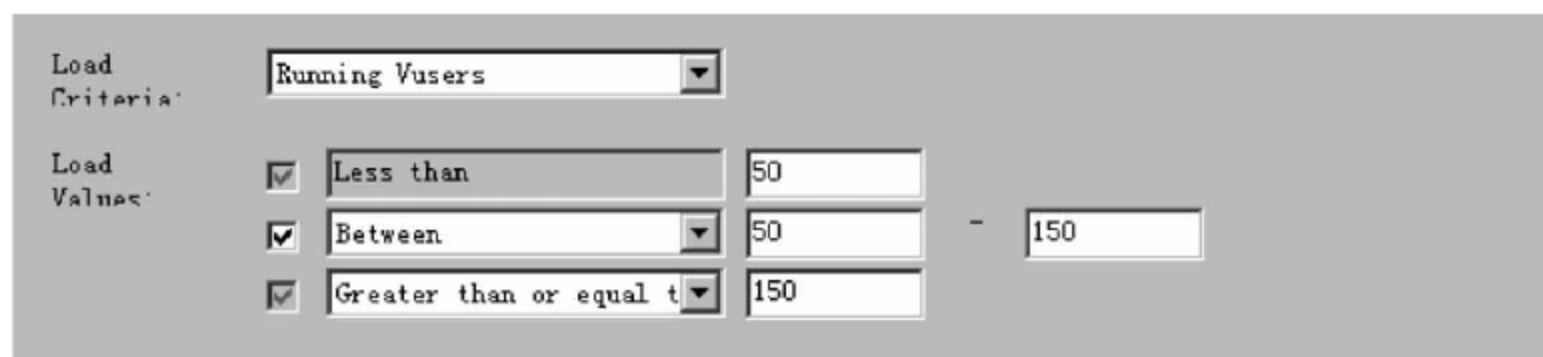 Load
Criteria:
Running Vusers
Load
Values:
Less than
50
Between
50
-
150
Greater than or equal t
150